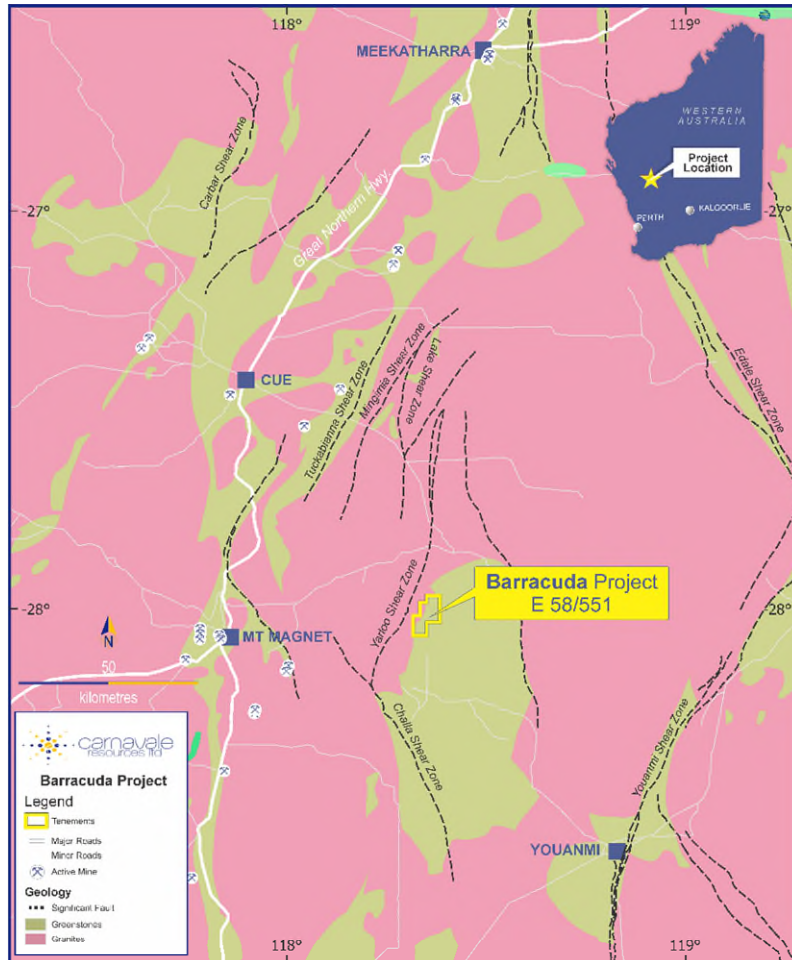 118°
119°
MEEKATHARRA
WESTERN
AUSTRALIA
Project
Location
PERTH
KALGOORLIE
Carbar Shear Zone
-27°
-27°
Great Northern Hwy
Edale Shear Zone
CUE
Tuckabianna Shear Zone
Mingimia Shear Zone
Lake Shear
Zone
Barracuda Project
E 58/551
-28°
-28°
Yarloo Shear Zone
N
MT MAGNET
50
kilometres
Challa Shear Zone
Youanmi Shear Zone
YOUANMI
carnavale
resources ltd
Barracuda Project
Legend
Tenements
Major Roads
Minor Roads
Active Mine
Geology
Significant Fault
Greenstones
Granites
118°
119°